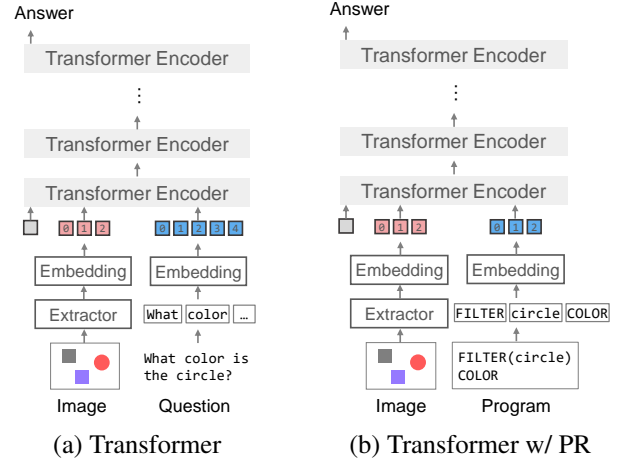 Answer
Transformer Encoder
⋮
Transformer Encoder
Transformer Encoder
0 1 2
0 1 2 3 4
Embedding
Embedding
Extractor
What color …
What color is
the circle?
Image
Question
(a) Transformer
Answer
Transformer Encoder
⋮
Transformer Encoder
Transformer Encoder
0 1 2
0 1 2
Embedding
Embedding
Extractor
FILTER circle COLOR
FILTER(circle)
COLOR
Image
Program
(b) Transformer w/ PR